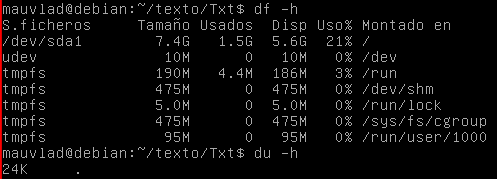 mauvlad@debian:~/texto/Txt$ df -h
S.ficheros     Tamaño Usados  Disp Uso% Montado en
/dev/sda1        7.4G   1.5G  5.6G  21% /
udev              10M      0   10M   0% /dev
tmpfs            190M   4.4M  186M   3% /run
tmpfs            475M      0  475M   0% /dev/shm
tmpfs            5.0M      0  5.0M   0% /run/lock
tmpfs            475M      0  475M   0% /sys/fs/cgroup
tmpfs             95M      0   95M   0% /run/user/1000
mauvlad@debian:~/texto/Txt$ du -h
24K     .